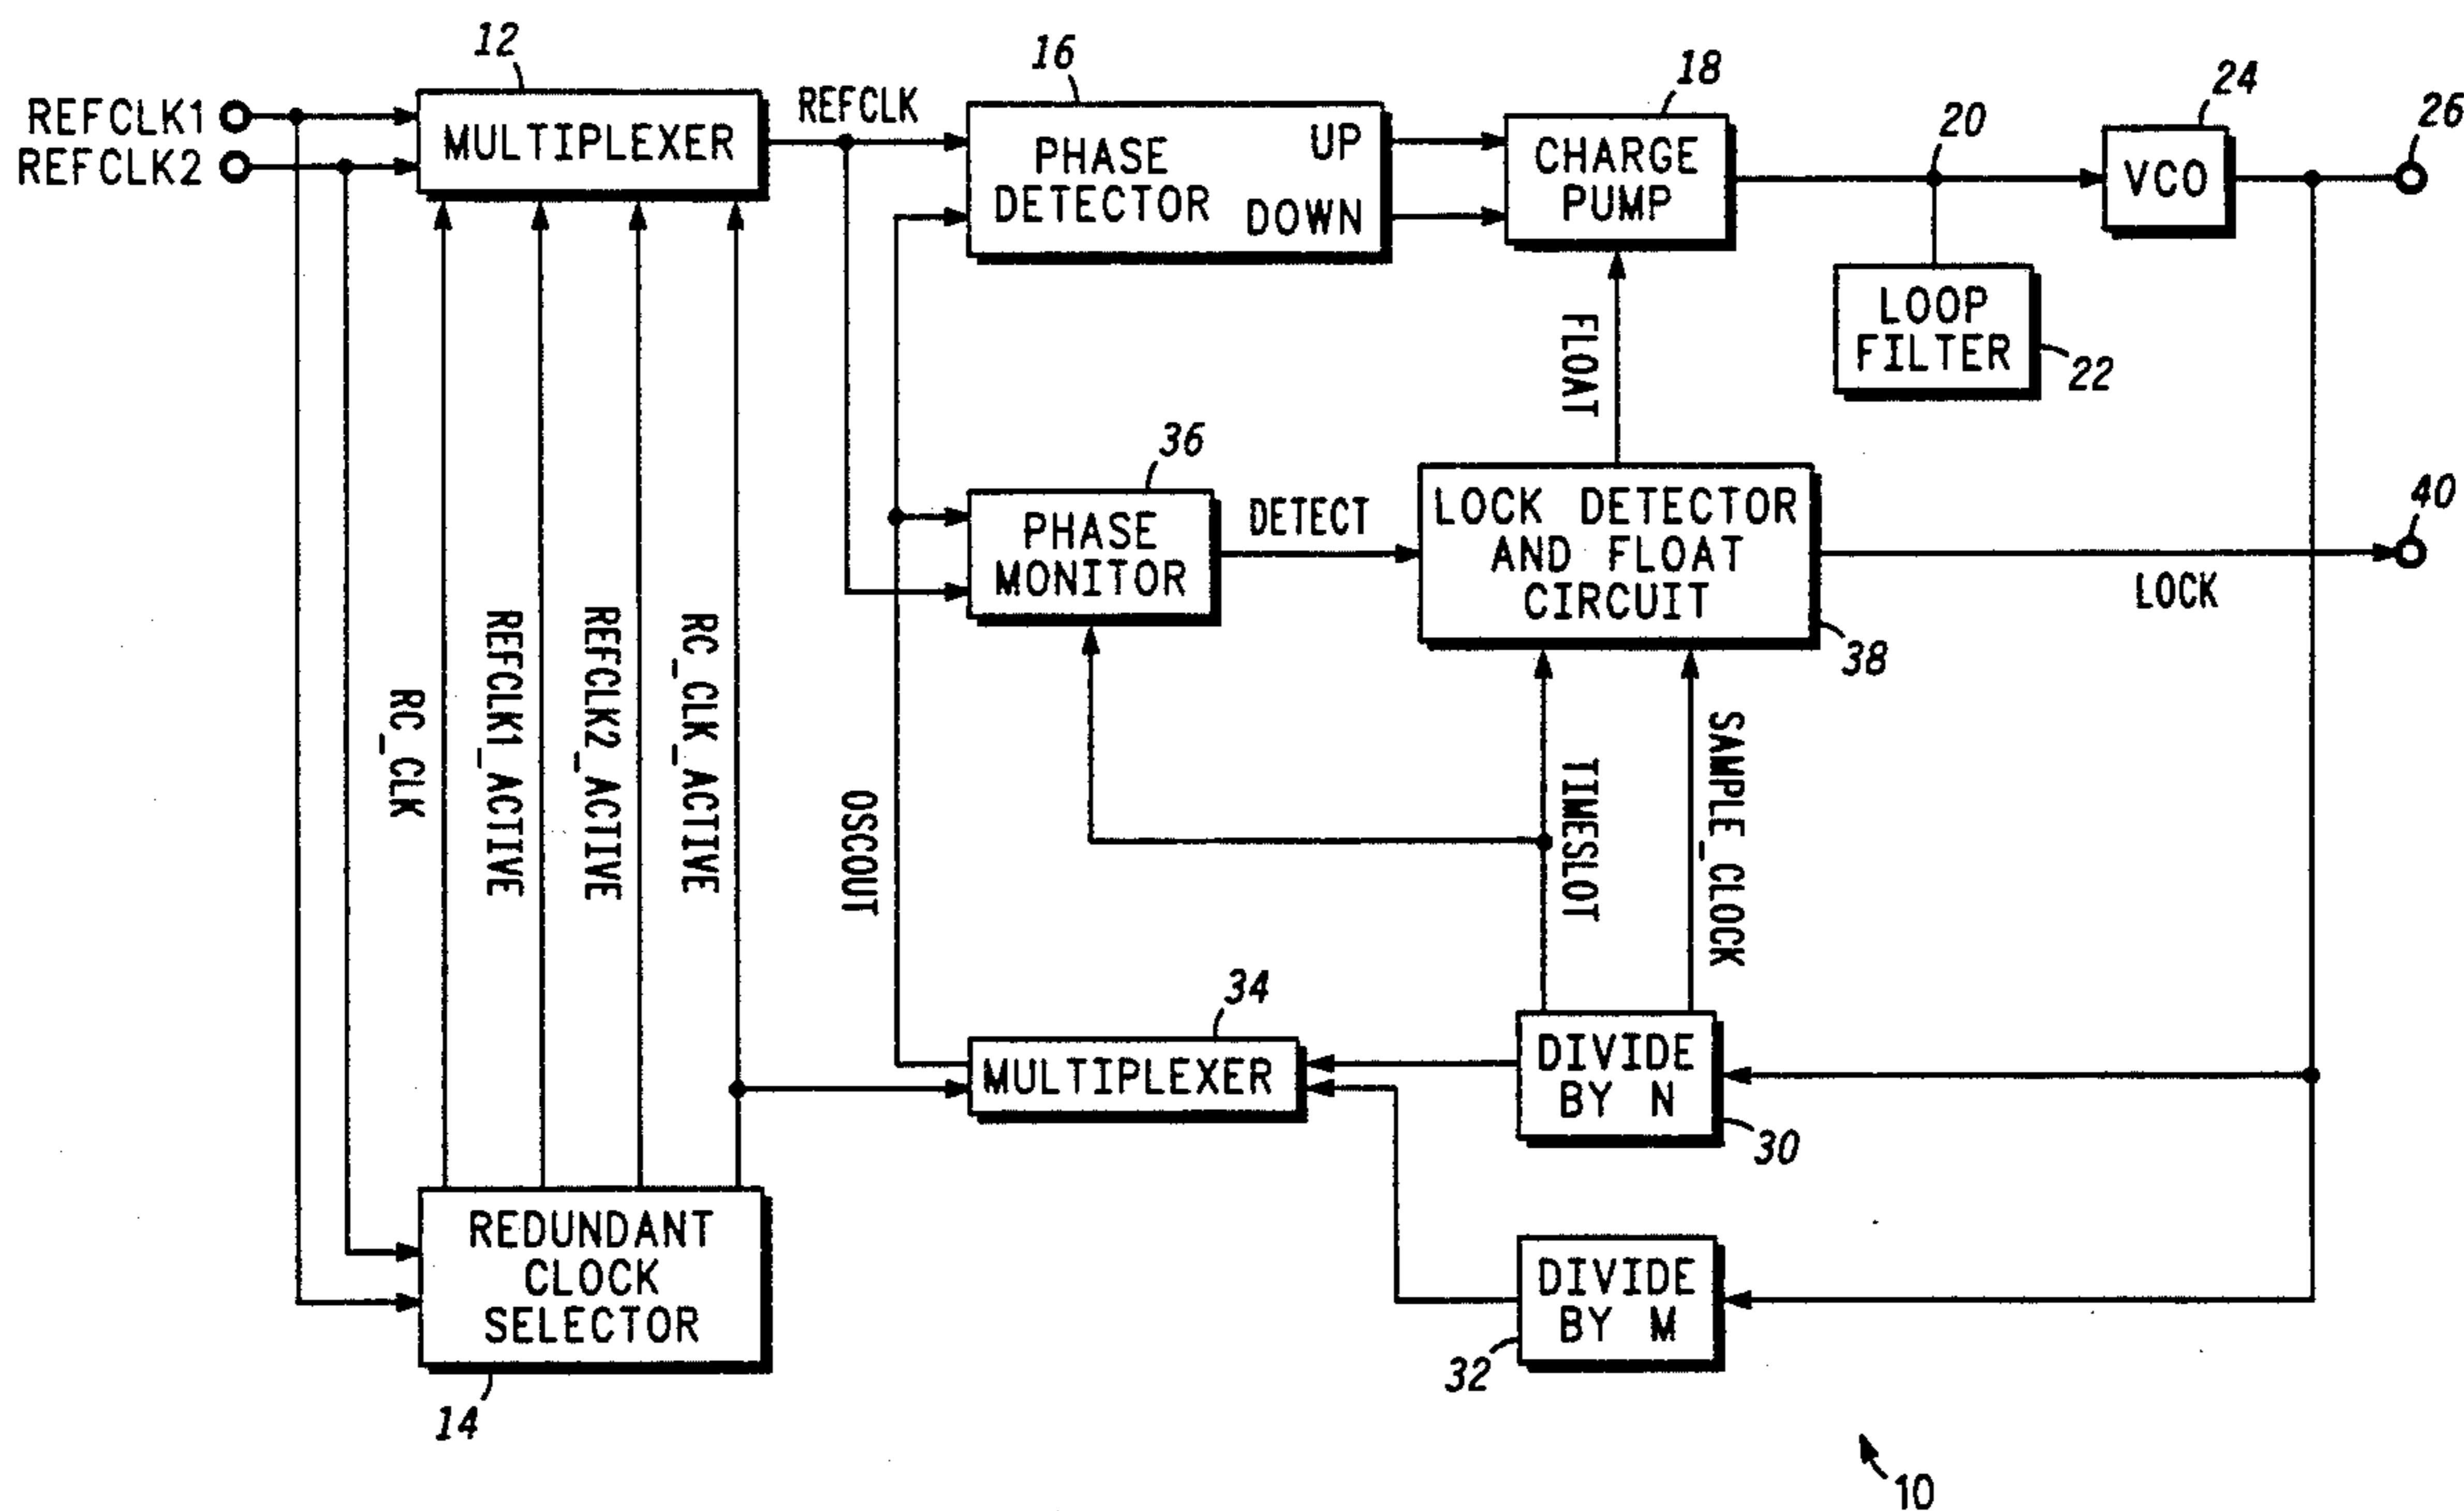 12
REFCLK1
REFCLK2
MULTIPLEXER
REFCLK
16
PHASE
DETECTOR
UP
DOWN
18
CHARGE
PUMP
20
24
VCO
26
LOOP
FILTER
22
FLOAT
36
PHASE
MONITOR
DETECT
LOCK DETECTOR
AND FLOAT
CIRCUIT
38
40
LOCK
RC_CLK
REFCLK1_ACTIVE
REFCLK2_ACTIVE
RC_CLK_ACTIVE
OSCOUT
TIMESLOT
SAMPLE_CLOCK
34
MULTIPLEXER
DIVIDE
BY N
30
REDUNDANT
CLOCK
SELECTOR
14
DIVIDE
BY M
32
10